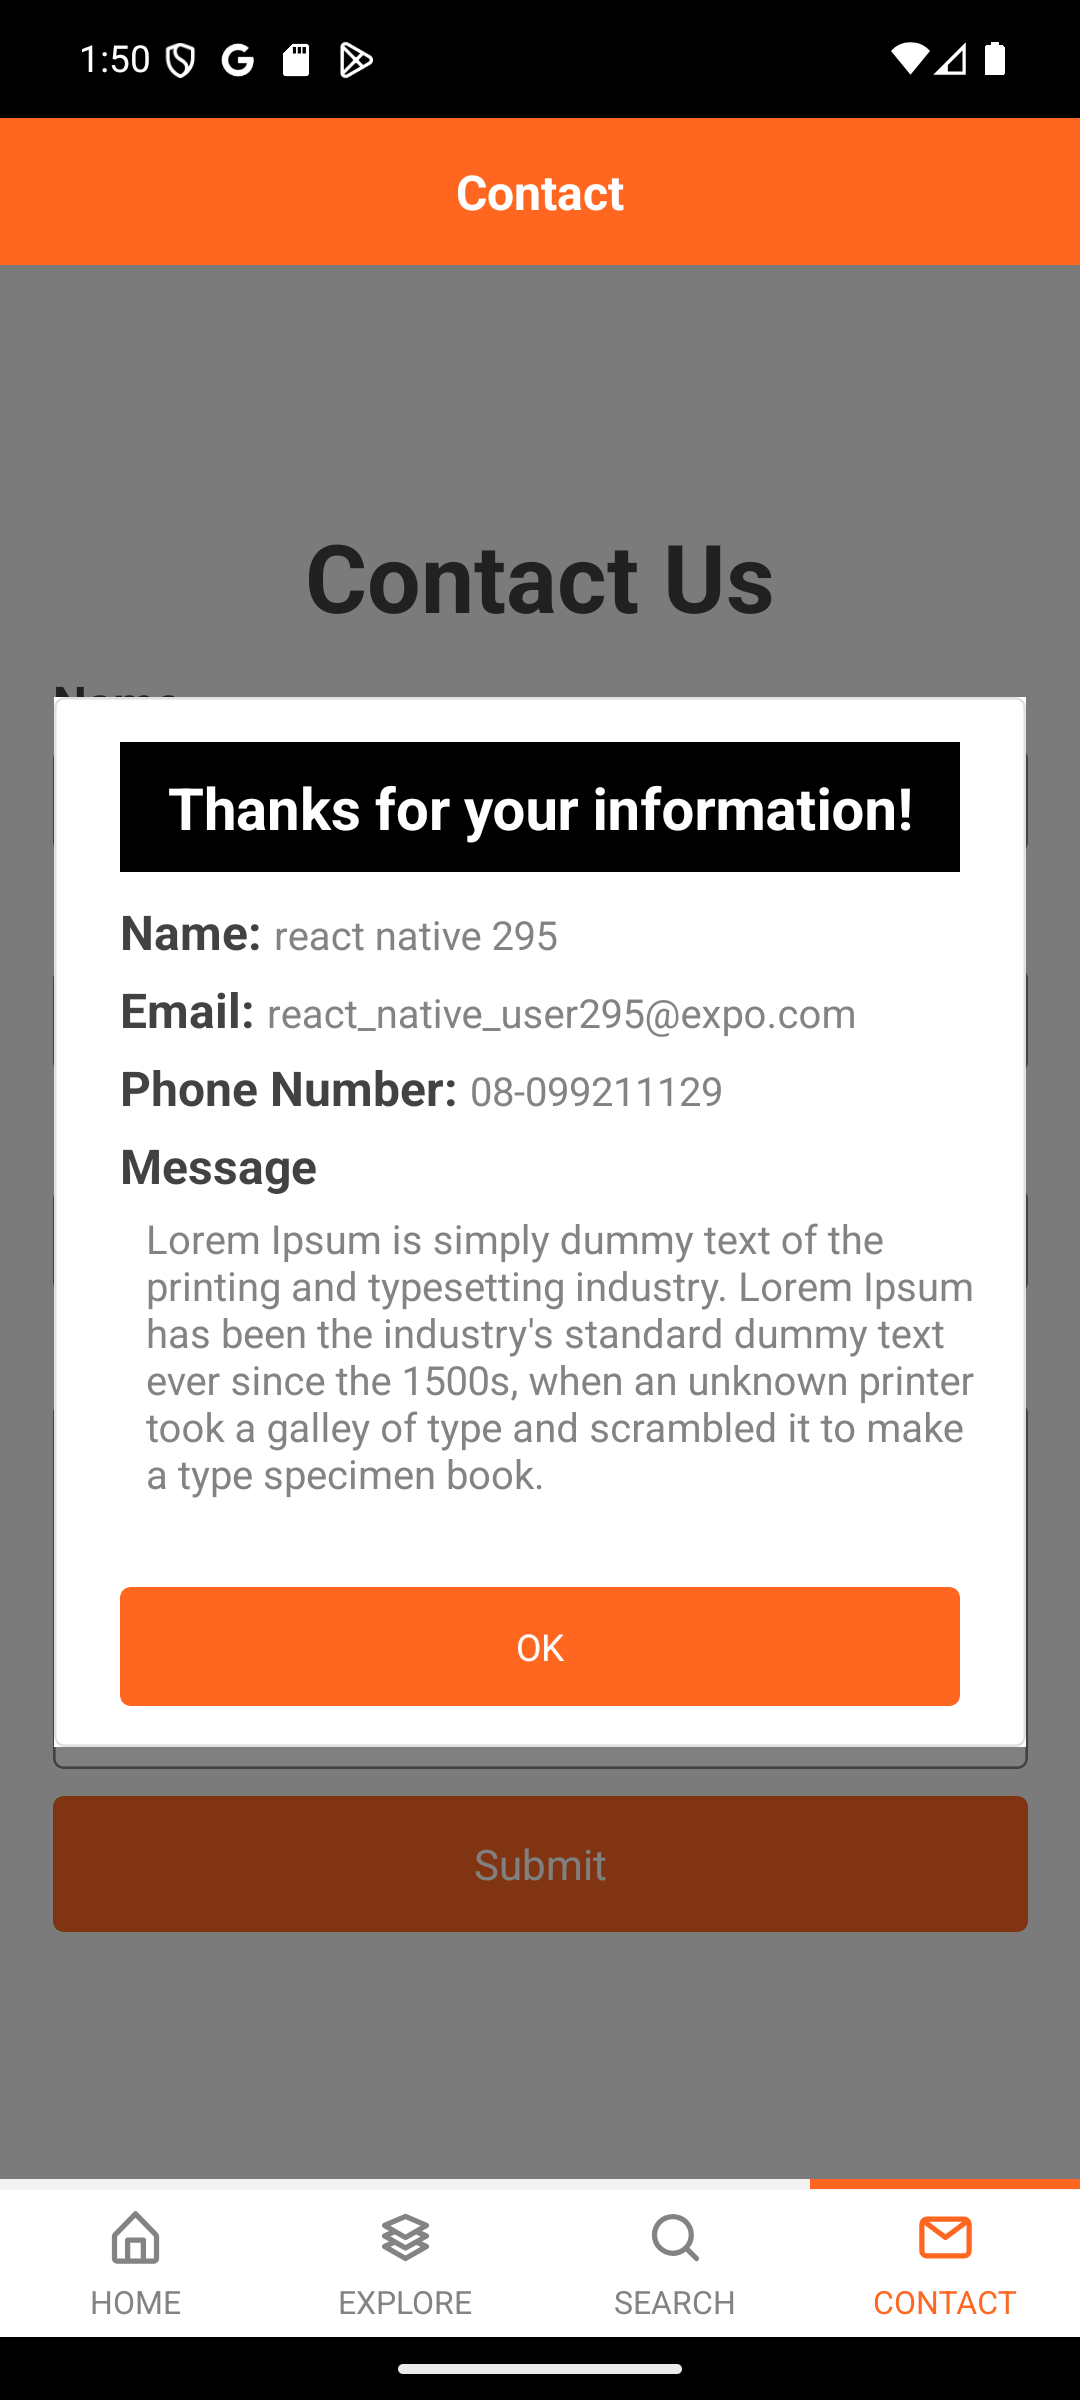 1:50
Contact
Contact Us
Name
Thanks for your information!
Name: react native 295
Email: react_native_user295@expo.com
Phone Number: 08-099211129
Message
Lorem Ipsum is simply dummy text of the
printing and typesetting industry. Lorem Ipsum
has been the industry's standard dummy text
ever since the 1500s, when an unknown printer
took a galley of type and scrambled it to make
a type specimen book.
OK
Submit
HOME
EXPLORE
SEARCH
CONTACT